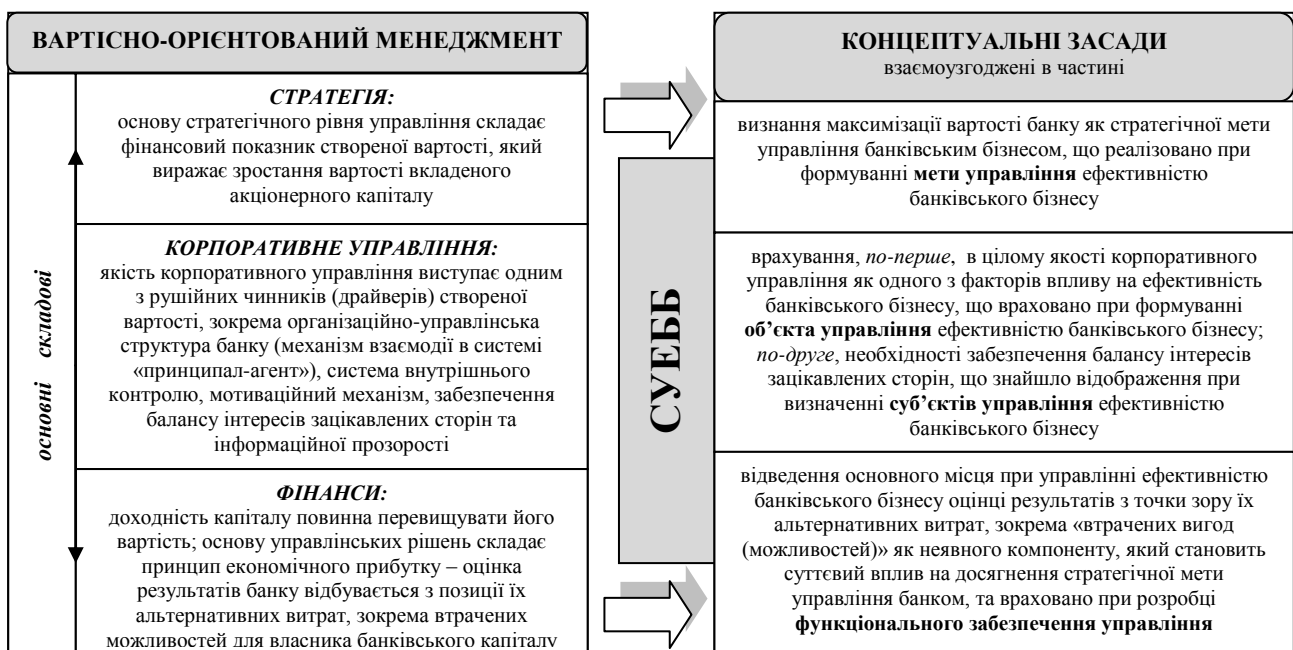 ВАРТІСНО-ОРІЄНТОВАНИЙ МЕНЕДЖМЕНТ
основні складові
СТРАТЕГІЯ:
основу стратегічного рівня управління складає
фінансовий показник створеної вартості, який
виражає зростання вартості вкладеного
акціонерного капіталу
КОРПОРАТИВНЕ УПРАВЛІННЯ:
якість корпоративного управління виступає одним
з рушійних чинників (драйверів) створеної
вартості, зокрема організаційно-управлінська
структура банку (механізм взаємодії в системі
«принципал-агент»), система внутрішнього
контролю, мотиваційний механізм, забезпечення
балансу інтересів зацікавлених сторін та
інформаційної прозорості
ФІНАНСИ:
доходність капіталу повинна перевищувати його
вартість; основу управлінських рішень складає
принцип економічного прибутку – оцінка
результатів банку відбувається з позиції їх
альтернативних витрат, зокрема втрачених
можливостей для власника банківського капіталу
СУЕББ
КОНЦЕПТУАЛЬНІ ЗАСАДИ
взаємоузгоджені в частині
визнання максимізації вартості банку як стратегічної мети
управління банківським бізнесом, що реалізовано при
формуванні мети управління ефективністю
банківського бізнесу
врахування, по-перше, в цілому якості корпоративного
управління як одного з факторів впливу на ефективність
банківського бізнесу, що враховано при формуванні
об’єкта управління ефективністю банківського бізнесу;
по-друге, необхідності забезпечення балансу інтересів
зацікавлених сторін, що знайшло відображення при
визначенні суб’єктів управління ефективністю
банківського бізнесу
відведення основного місця при управлінні ефективністю
банківського бізнесу оцінці результатів з точки зору їх
альтернативних витрат, зокрема «втрачених вигод
(можливостей)» як неявного компоненту, який становить
суттєвий вплив на досягнення стратегічної мети
управління банком, та враховано при розробці
функціонального забезпечення управління